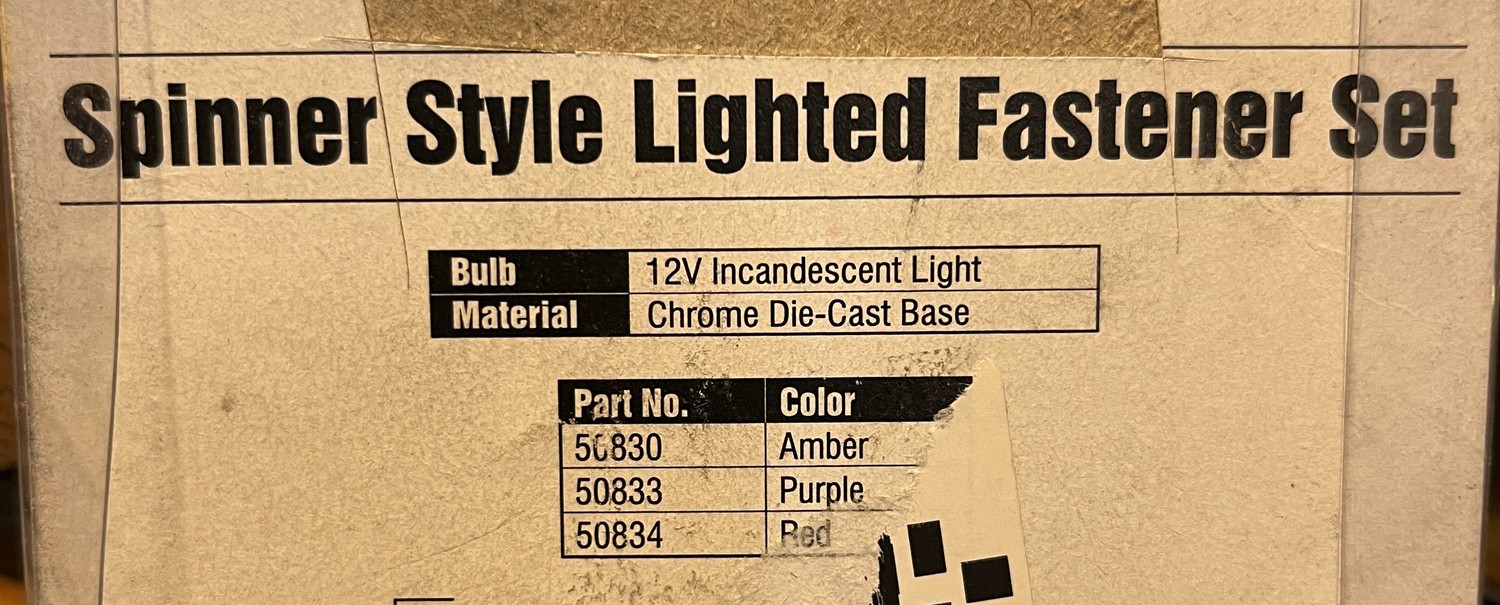 Spinner Style Lighted Fastener Set
Bulb 12V Incandescent Light
Material Chrome Die-Cast Base
Part No. Color
50830 Amber
50833 Purple
50834 Red